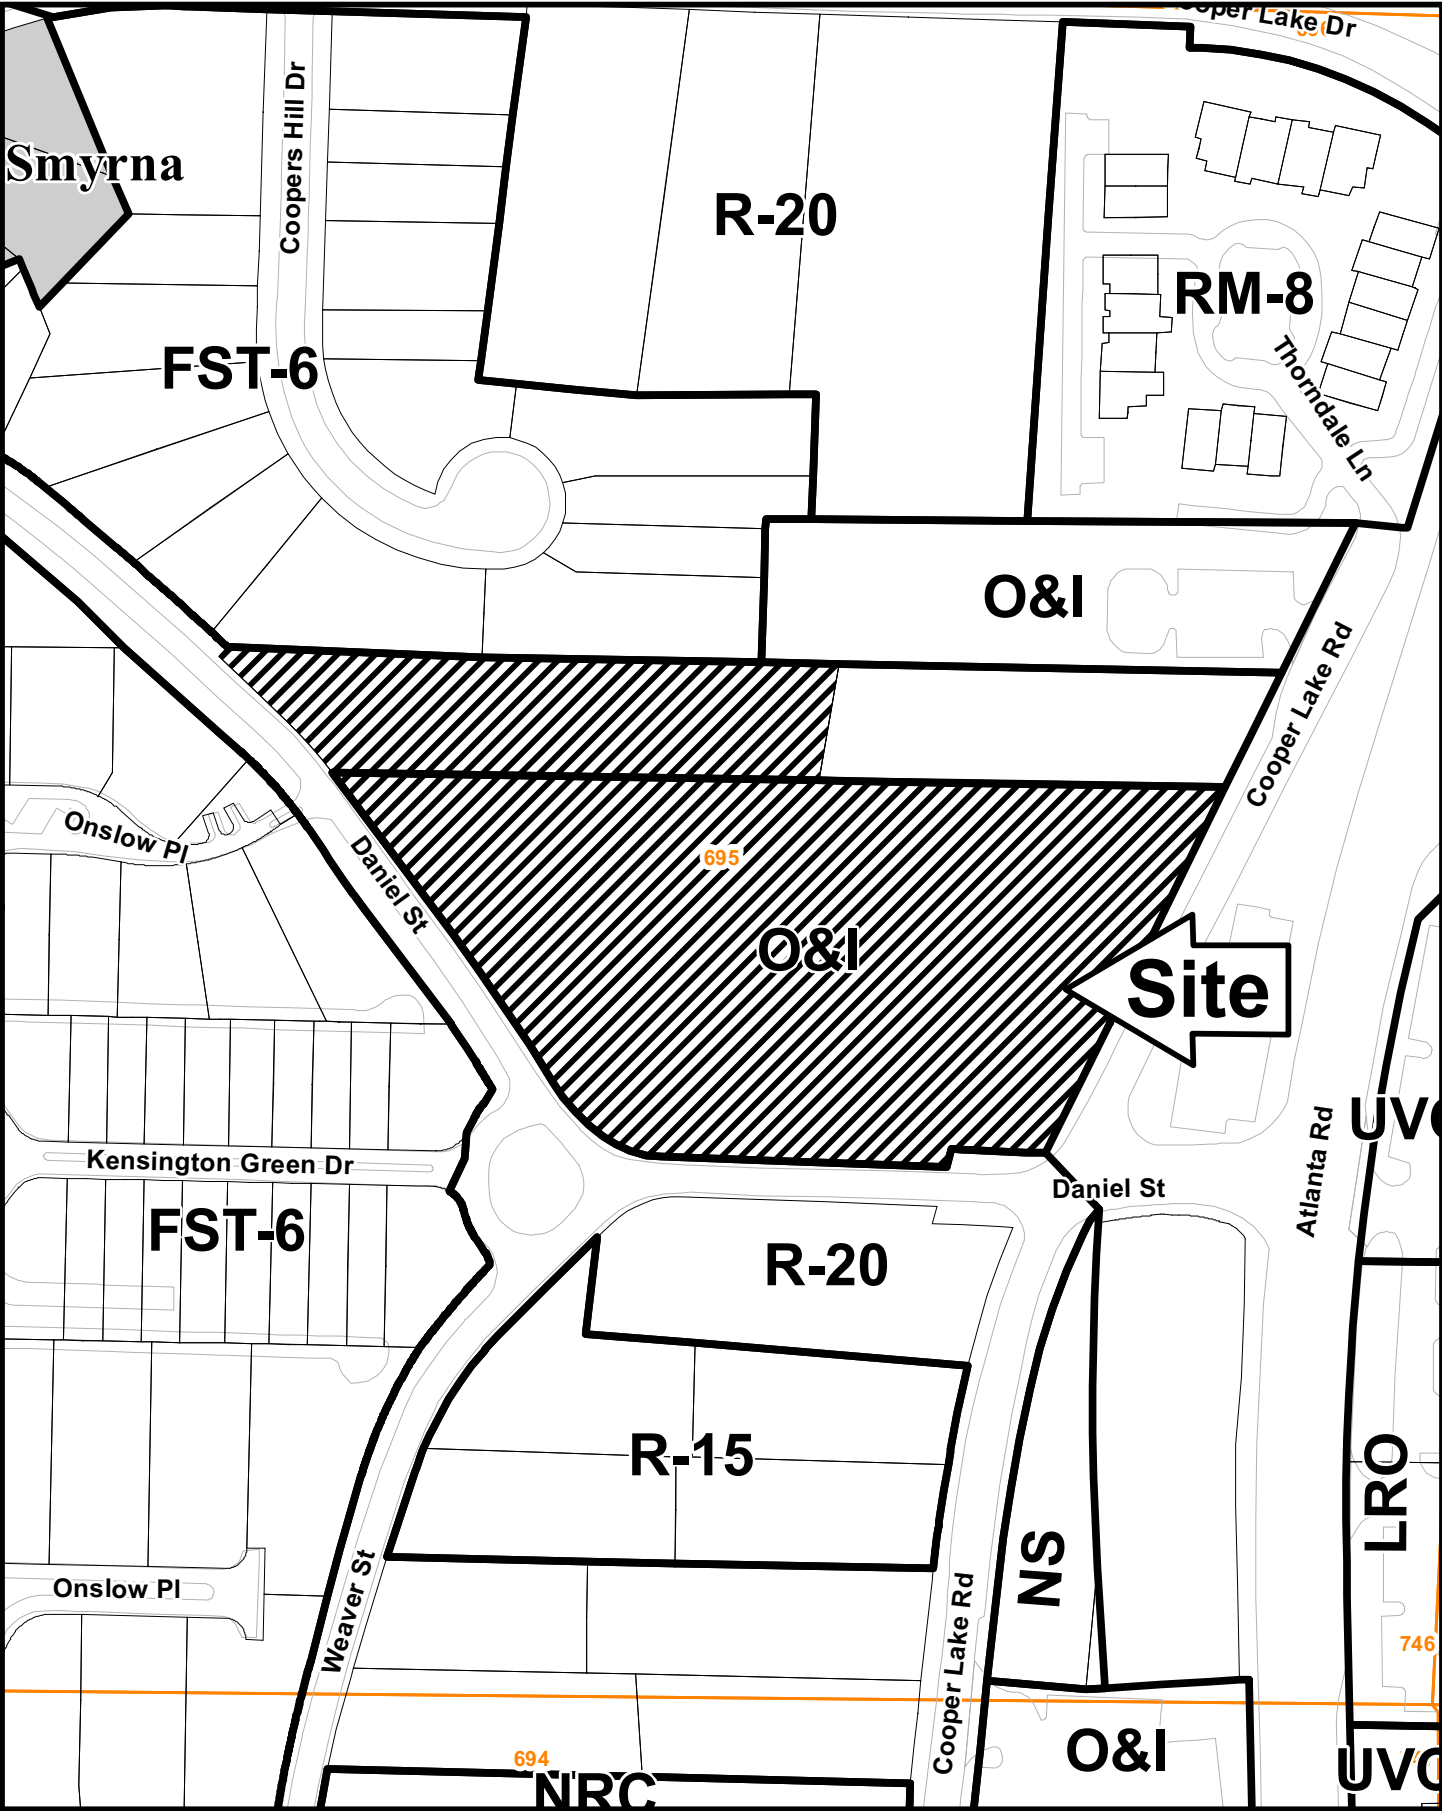 Cooper Lake Dr
Coopers Hill Dr
Smyrna
R-20
RM-8
FST-6
Thorndale Ln
O&I
Cooper Lake Rd
Onslow Pl
Daniel St
695
O&I
Site
UVC
Atlanta Rd
Kensington Green Dr
Daniel St
FST-6
R-20
R-15
LRO
NS
Onslow Pl
Weaver St
Cooper Lake Rd
746
694
O&I
UVC
NRC